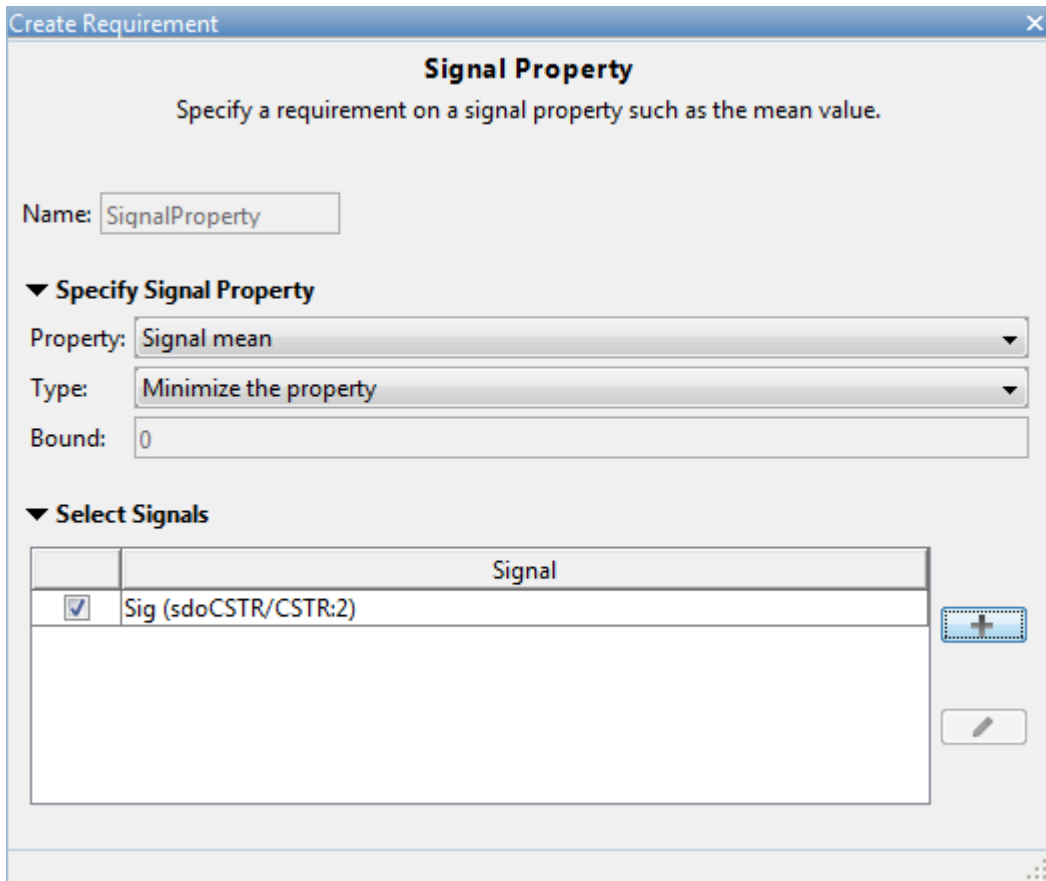 Create Requirement
Signal Property
Specify a requirement on a signal property such as the mean value.
Name: SignalProperty
Specify Signal Property
Property: Signal mean
Type: Minimize the property
Bound: 0
Select Signals
Signal
Sig (sdoCSTR/CSTR:2)